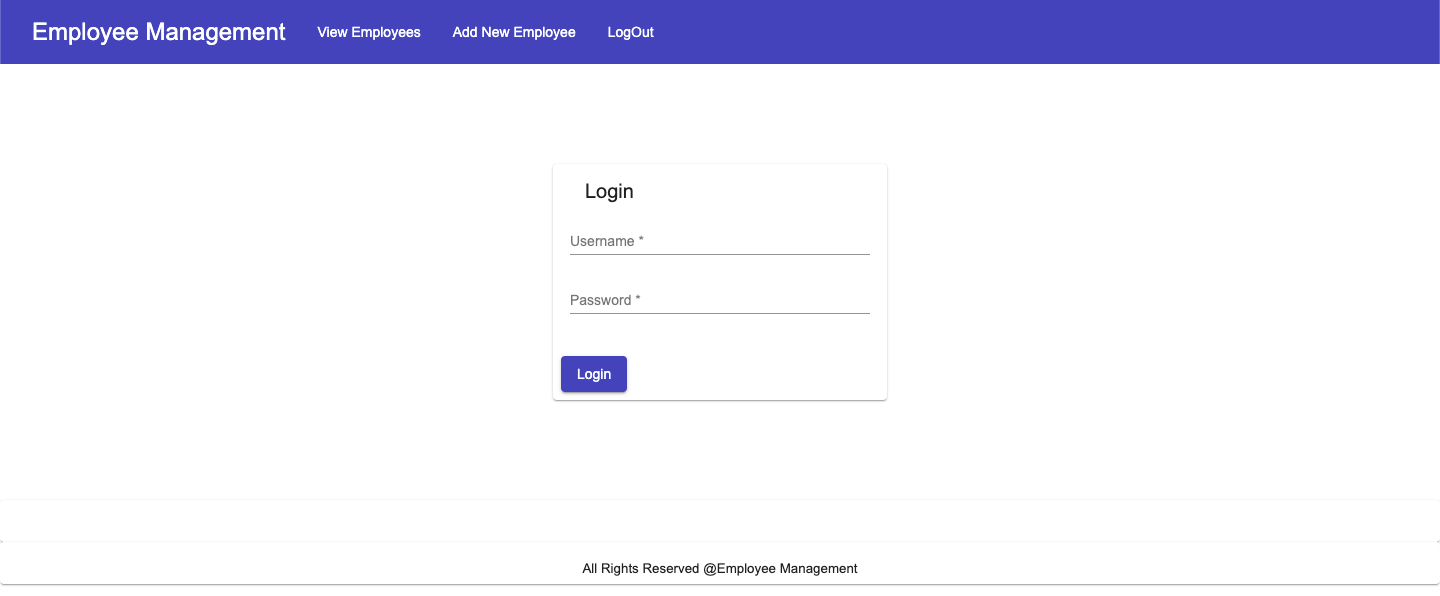 Employee Management View Employees Add New Employee LogOut
Login
Username *
Password *
Login
All Rights Reserved @Employee Management